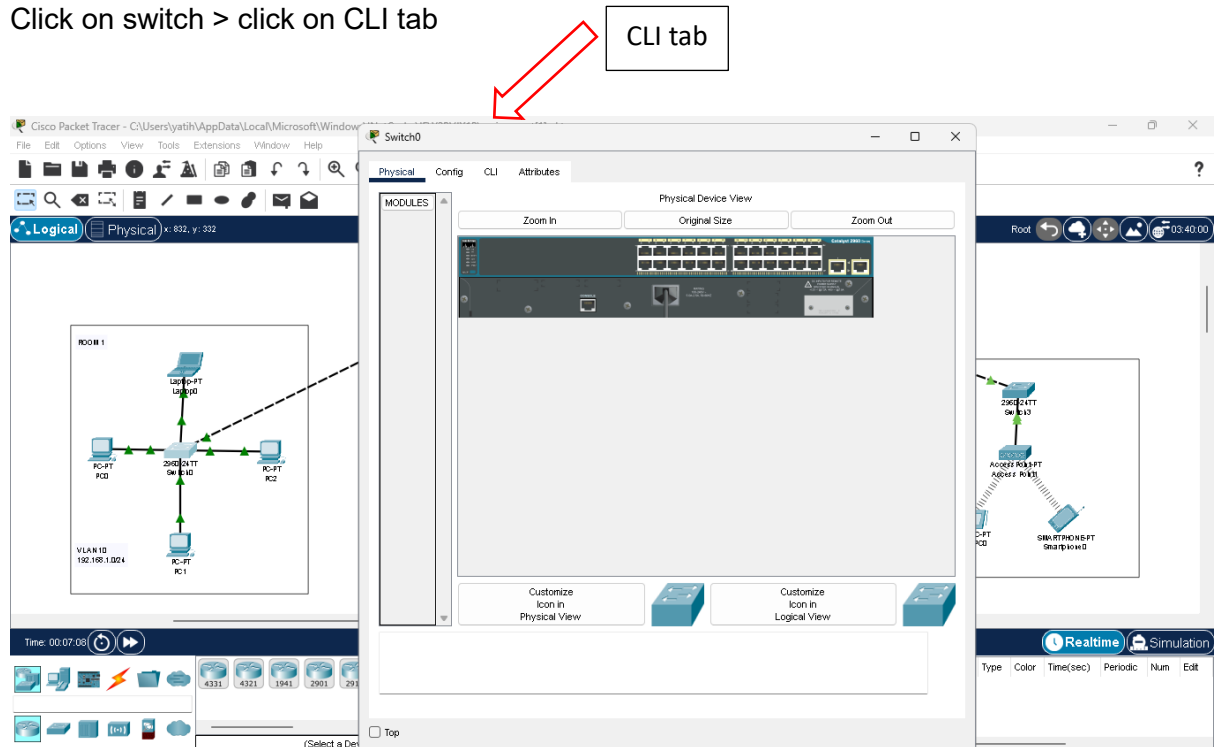 Click on switch > click on CLI tab
CLI tab
Cisco Packet Tracer - C:\Users\yatih\AppData\Local\Microsoft\Window
File Edit Options View Tools Extensions Window Help
Switch0
Physical Config CLI Attributes
MODULES
Physical Device View
Zoom In Original Size Zoom Out
Logical Physical x: 832, y: 332
Root 03:40:00
ROOM 1
Laptop-PT
Laptop0
PC-PT
PC0
2960-24TT
Switch0
PC-PT
PC2
VLAN 10
192.168.1.0/24
PC-PT
PC1
2960-24TT
Switch3
Access Point-PT
SMARTPHONE-PT
Smartphone0
Customize
Icon in
Physical View
Customize
Icon in
Logical View
Time: 00:07:08
Realtime Simulation
4331 4321 1941 2901 291
Type Color Time(sec) Periodic Num Edit
Top
(Select a Dev